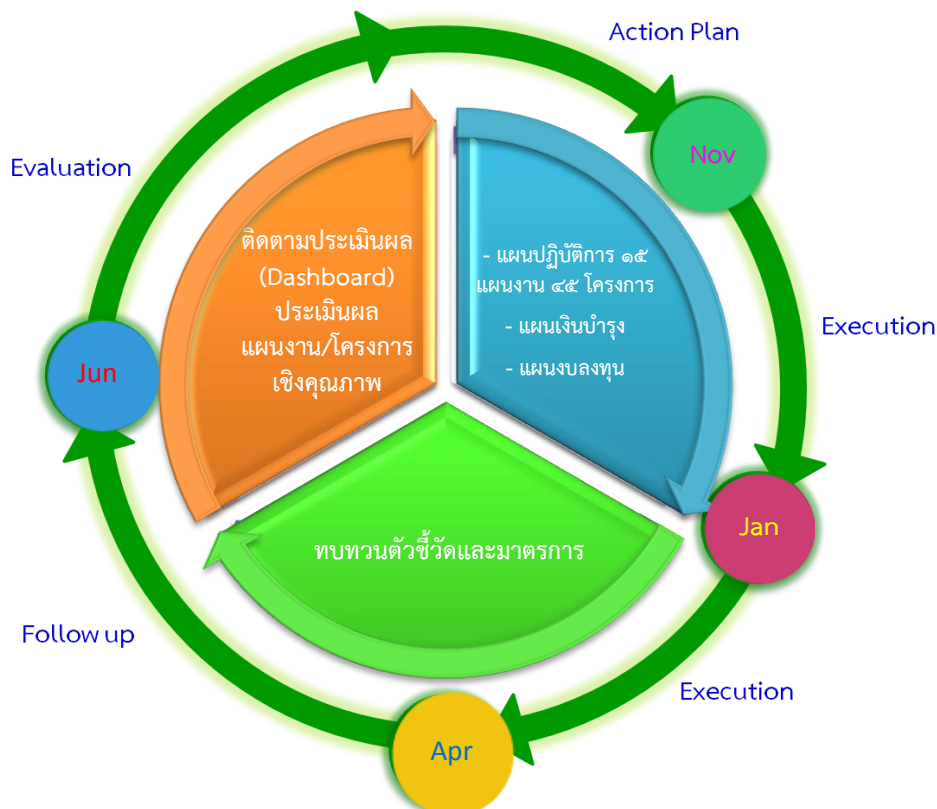 Action Plan
Nov
Evaluation
ติดตามประเมินผล
(Dashboard)
ประเมินผล
แผนงาน/โครงการ
เชิงคุณภาพ
- แผนปฏิบัติการ ๑๕
แผนงาน ๔๕ โครงการ
- แผนเงินบำรุง
- แผนงบลงทุน
Execution
Jun
Jan
ทบทวนตัวชี้วัดและมาตรการ
Follow up
Execution
Apr